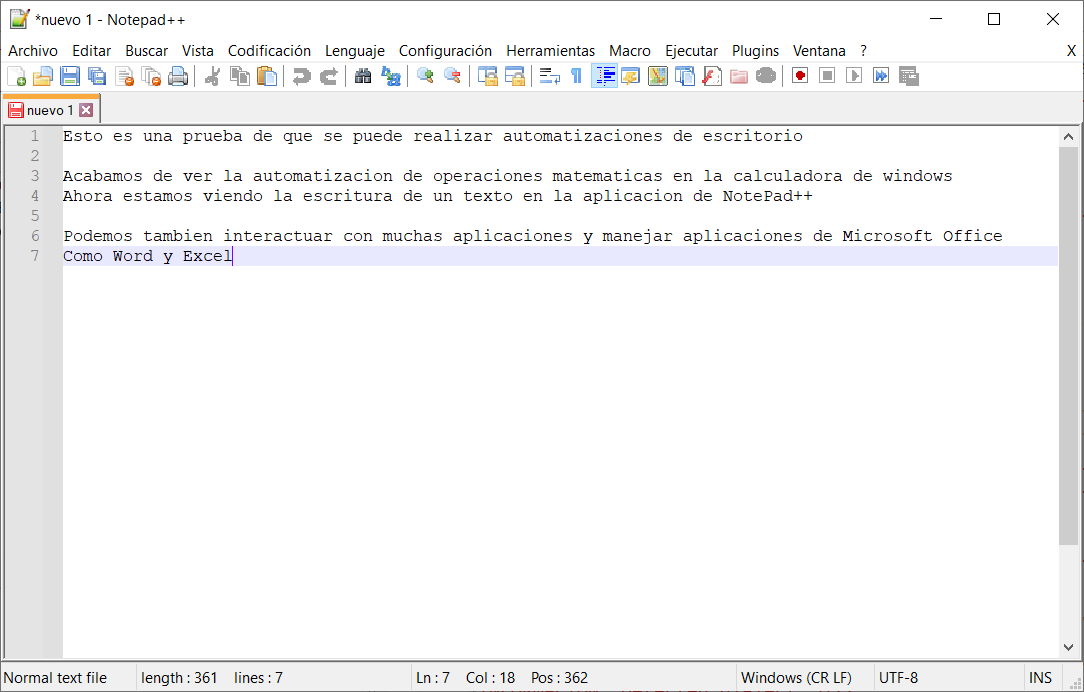 *nuevo 1 - Notepad++
Archivo Editar Buscar Vista Codificación Lenguaje Configuración Herramientas Macro Ejecutar Plugins Ventana ? X
nuevo 1
1 Esto es una prueba de que se puede realizar automatizaciones de escritorio
2
3 Acabamos de ver la automatizacion de operaciones matematicas en la calculadora de windows
4 Ahora estamos viendo la escritura de un texto en la aplicacion de NotePad++
5
6 Podemos tambien interactuar con muchas aplicaciones y manejar aplicaciones de Microsoft Office
7 Como Word y Excel
Normal text file length : 361 lines : 7 Ln : 7 Col : 18 Pos : 362 Windows (CR LF) UTF-8 INS